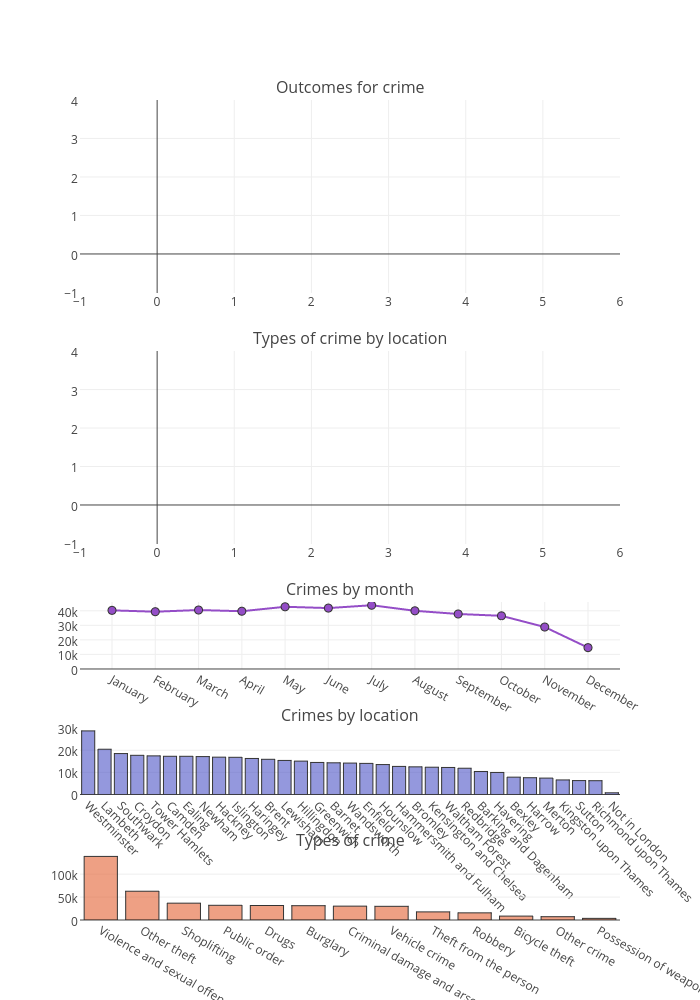 Outcomes for crime
4
3
2
1
0
−1
−1 0 1 2 3 4 5 6
Types of crime by location
4
3
2
1
0
−1
−1 0 1 2 3 4 5 6
Crimes by month
40k
30k
20k
10k
0
January February March April May June July August September October November December
Crimes by location
30k
20k
10k
0
Westminster Lambeth Southwark Croydon Tower Hamlets Camden Ealing Newham Hackney Islington Haringey Brent Lewisham Hillingdon Greenwich Barnet Wandsworth Enfield Hounslow Hammersmith and Fulham Bromley Kensington and Chelsea Waltham Forest Redbridge Barking and Dagenham Havering Bexley Harrow Merton Kingston upon Thames Sutton Richmond upon Thames Not in London
Types of crime
100k
50k
0
Violence and sexual offen Other theft Shoplifting Public order Drugs Burglary Criminal damage and arso Vehicle crime Theft from the person Robbery Bicycle theft Other crime Possession of weapon